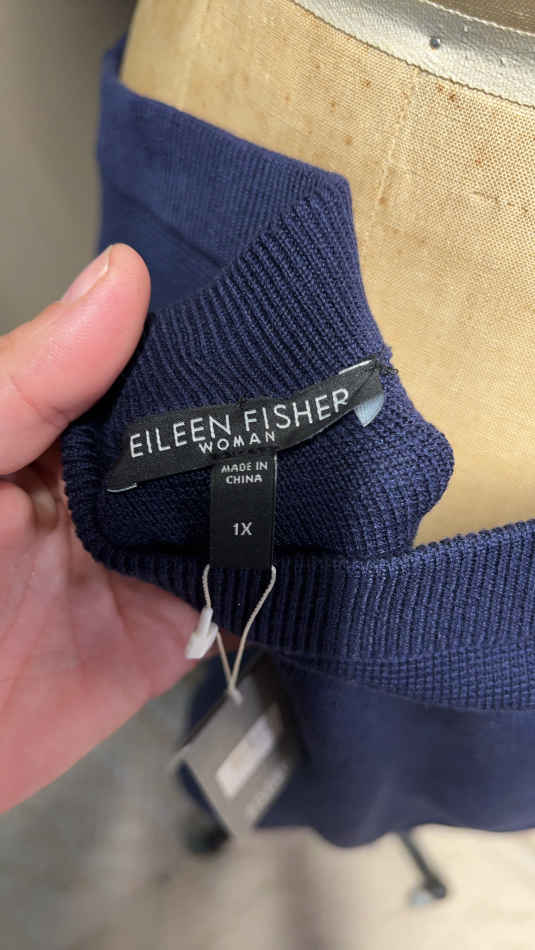 EILEEN FISHER
WOMAN
MADE IN
CHINA
1X